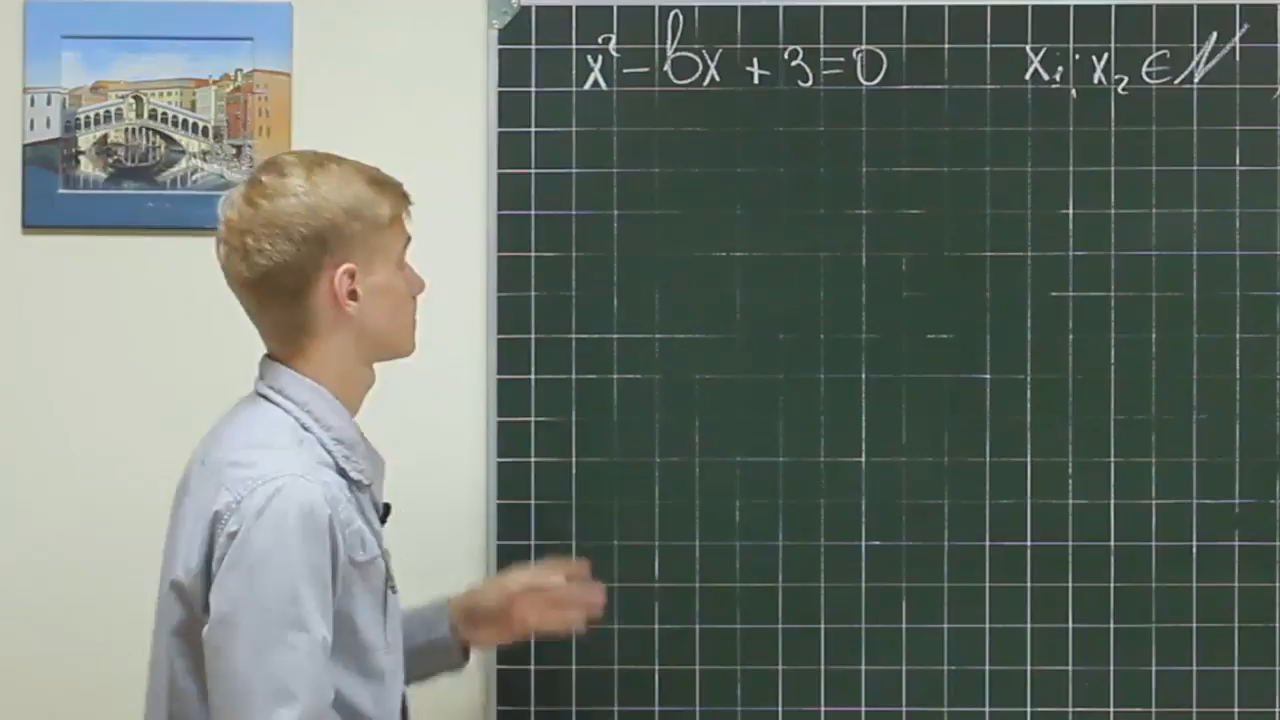 x² - bx + 3 = 0 x₁; x₂ ∈ N